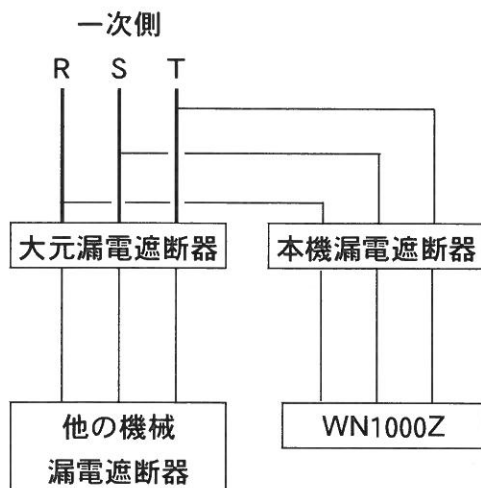 一次側
R S T
大元漏電遮断器
本機漏電遮断器
他の機械
漏電遮断器
WN1000Z